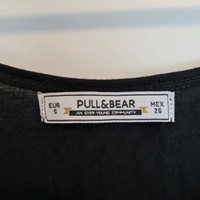 EUR
S
PULL&BEAR
AN EVER YOUNG COMMUNITY
MEX
26